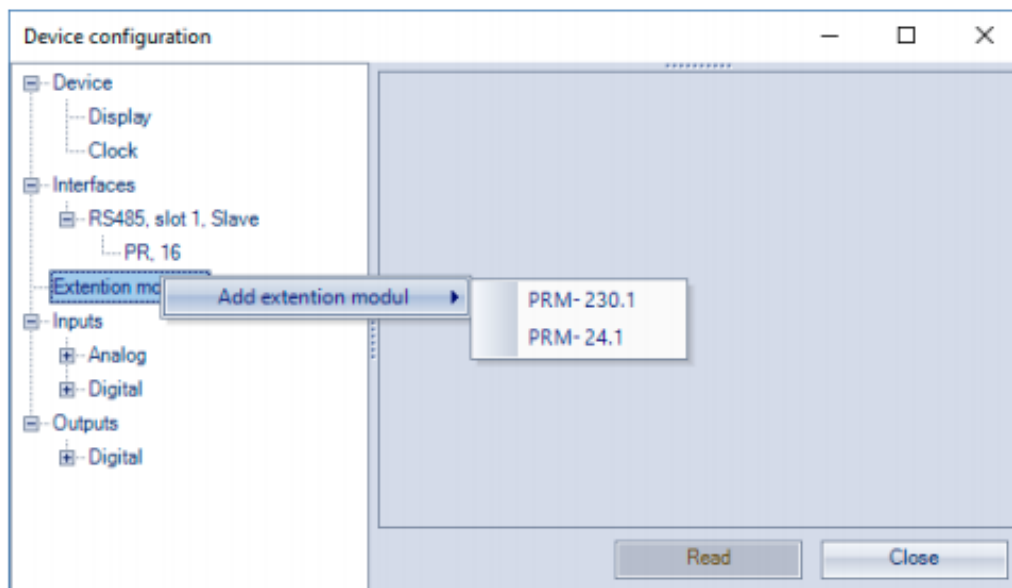 Device configuration
Device
Display
Clock
Interfaces
RS485, slot 1, Slave
PR, 16
Extention mo
Add extention modul
PRM-230.1
PRM-24.1
Inputs
Analog
Digital
Outputs
Digital
Read
Close